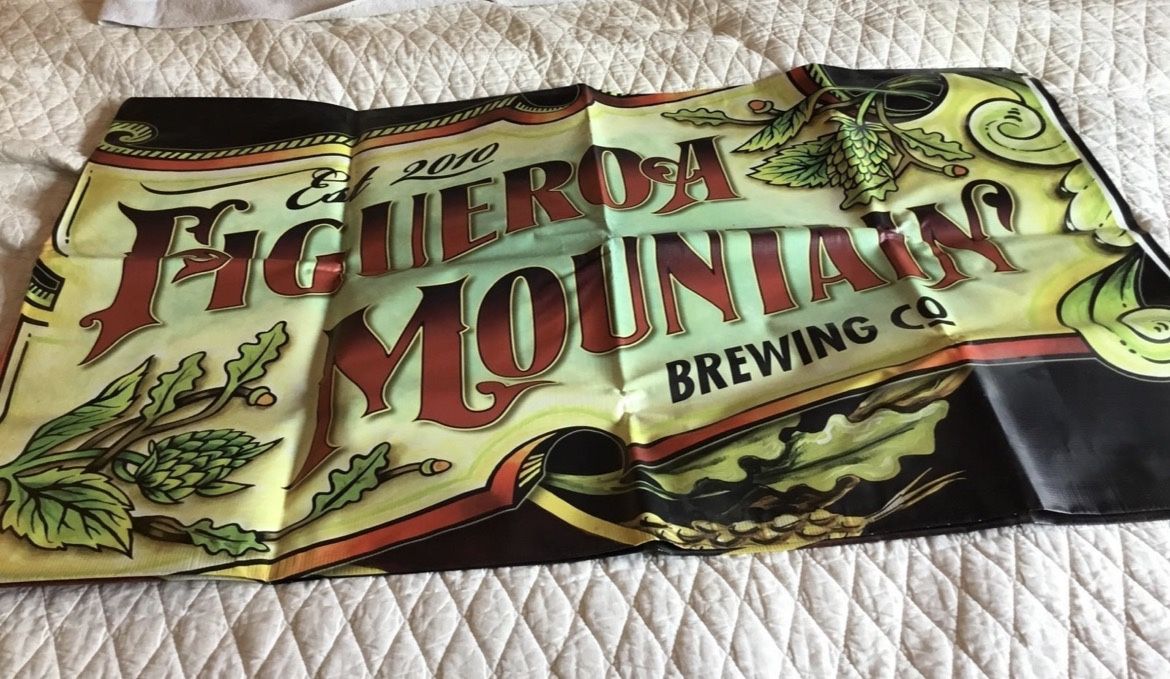 Est 2010
FIGUEROA
MOUNTAIN
BREWING CO